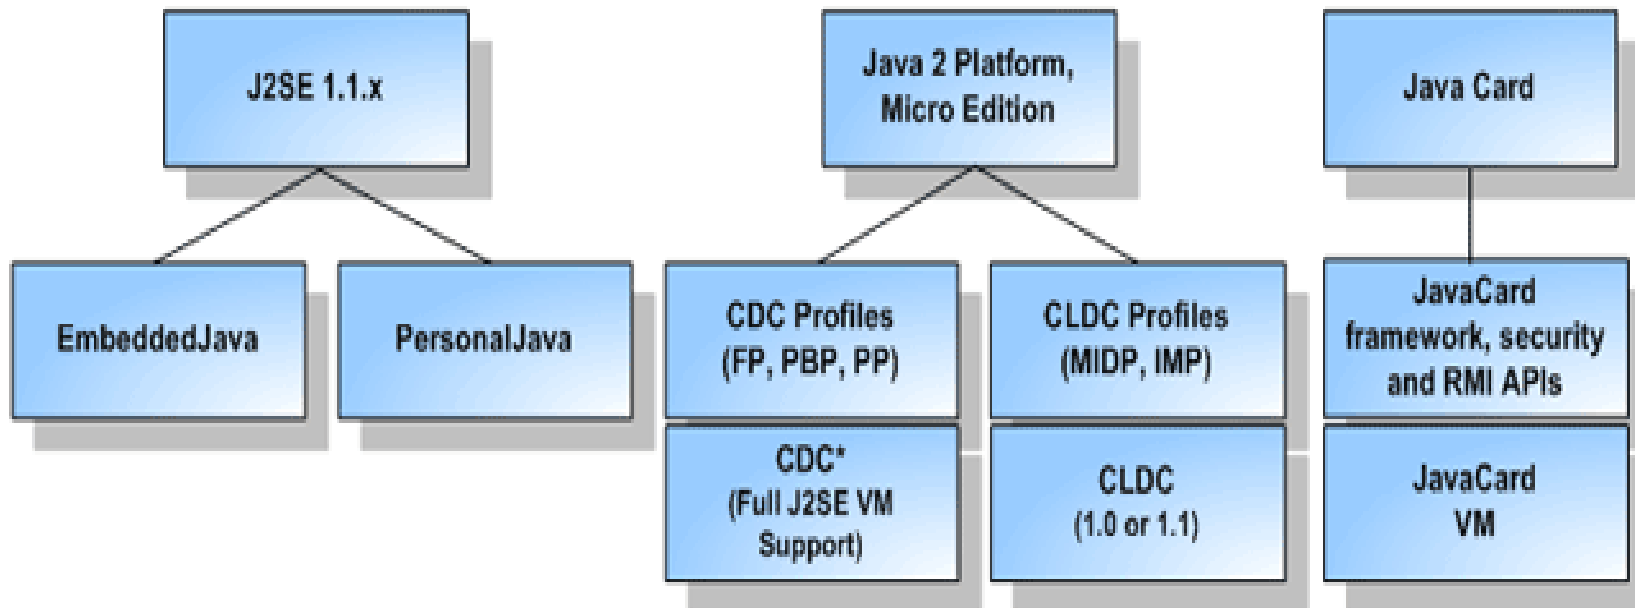 J2SE 1.1.x
Java 2 Platform,
Micro Edition
Java Card
EmbeddedJava
PersonalJava
CDC Profiles
(FP, PBP, PP)
CLDC Profiles
(MIDP, IMP)
JavaCard
framework, security
and RMI APIs
CDC*
(Full J2SE VM
Support)
CLDC
(1.0 or 1.1)
JavaCard
VM